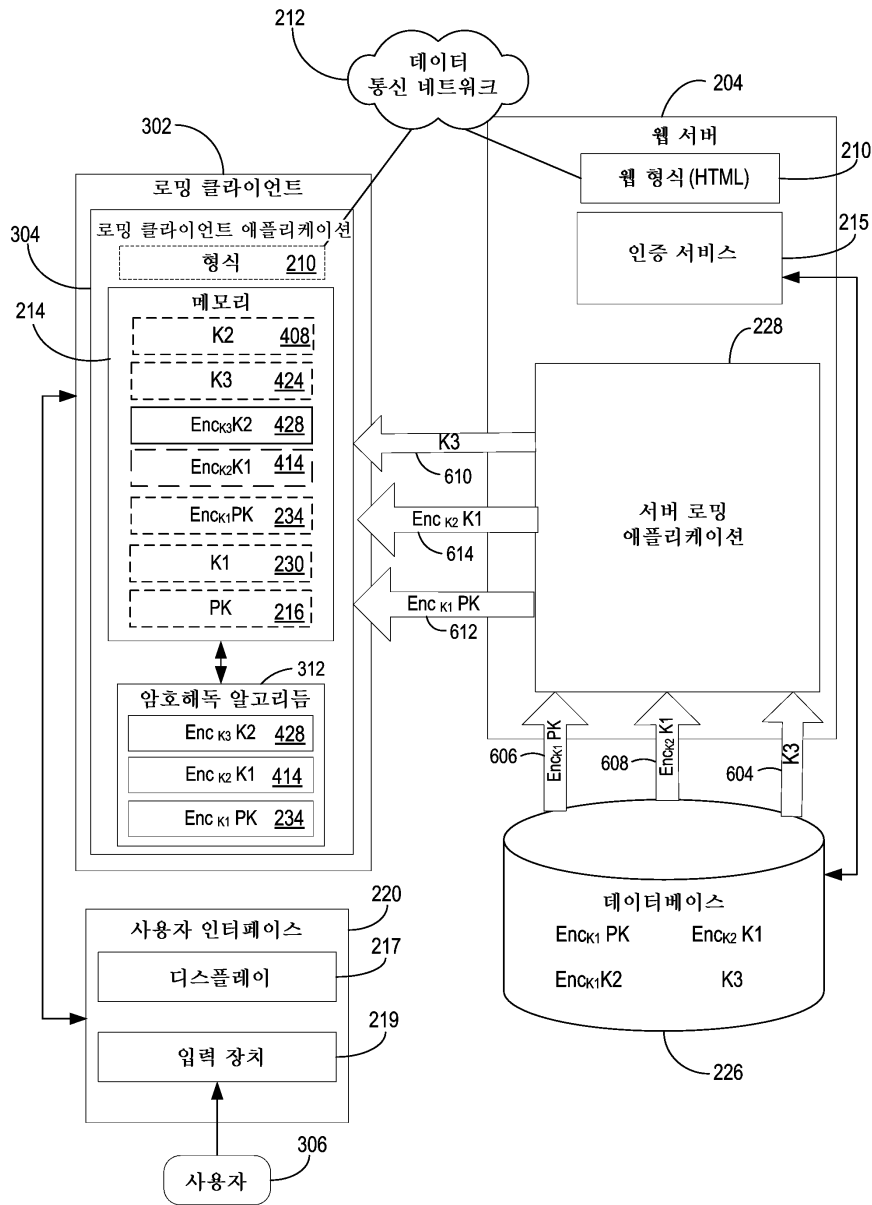 212
데이터
통신 네트워크
204
웹 서버
웹 형식(HTML)
210
인증 서비스
215
302
로밍 클라이언트
304
로밍 클라이언트 애플리케이션
형식 210
214
메모리
K2 408
K3 424
EncK3K2 428
EncK2K1 414
EncK1PK 234
K1 230
PK 216
312
암호해독 알고리듬
Enc K3 K2 428
Enc K2 K1 414
Enc K1 PK 234
228
서버 로밍
애플리케이션
K3
610
Enc K2 K1
614
Enc K1 PK
612
606
EncK1 PK
608
EncK2 K1
604
K3
데이터베이스
EncK1 PK EncK2 K1
EncK1K2 K3
226
220
사용자 인터페이스
217
디스플레이
219
입력 장치
306
사용자